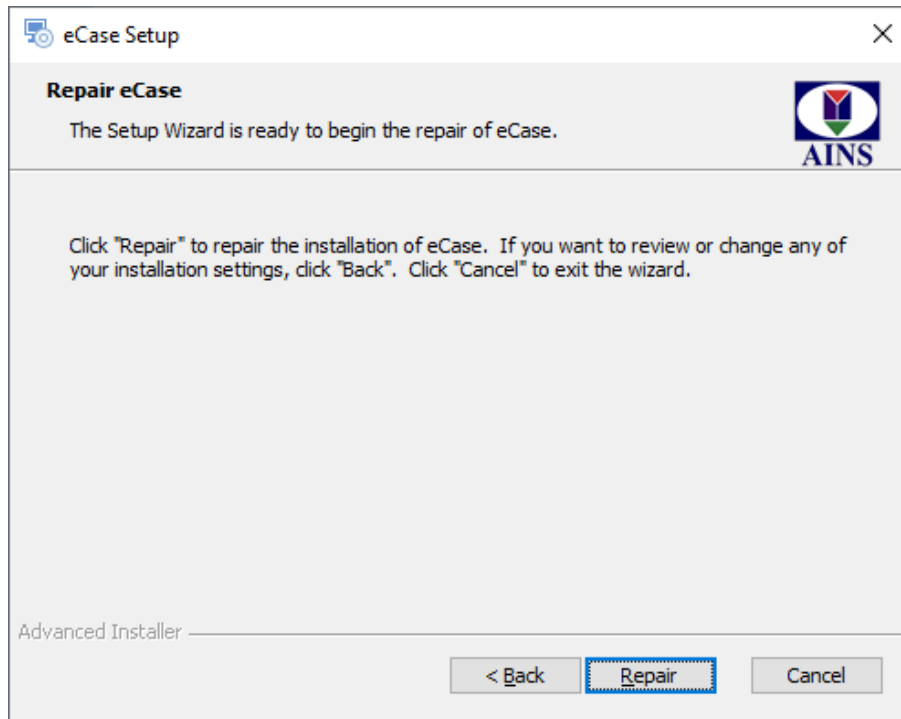 eCase Setup
Repair eCase
The Setup Wizard is ready to begin the repair of eCase.
AINS
Click "Repair" to repair the installation of eCase.  If you want to review or change any of
your installation settings, click "Back".  Click "Cancel" to exit the wizard.
Advanced Installer
< Back
Repair
Cancel